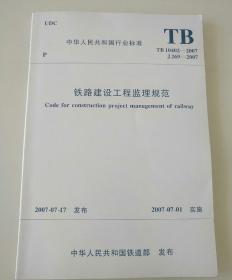 UDC
中华人民共和国行业标准
TB
P
TB 10402—2007
J 269—2007
铁路建设工程监理规范
Code for construction project management of railway
2007-07-17 发布 2007-07-01 实施
中华人民共和国铁道部 发布